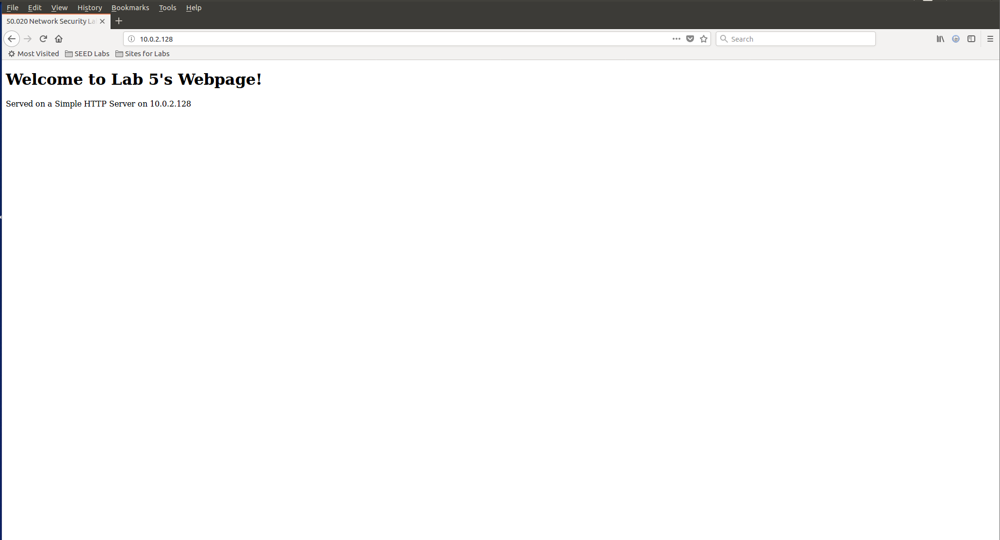 File Edit View History Bookmarks Tools Help
50.020 Network Security La
10.0.2.128
Search
Most Visited SEED Labs Sites for Labs
Welcome to Lab 5's Webpage!
Served on a Simple HTTP Server on 10.0.2.128